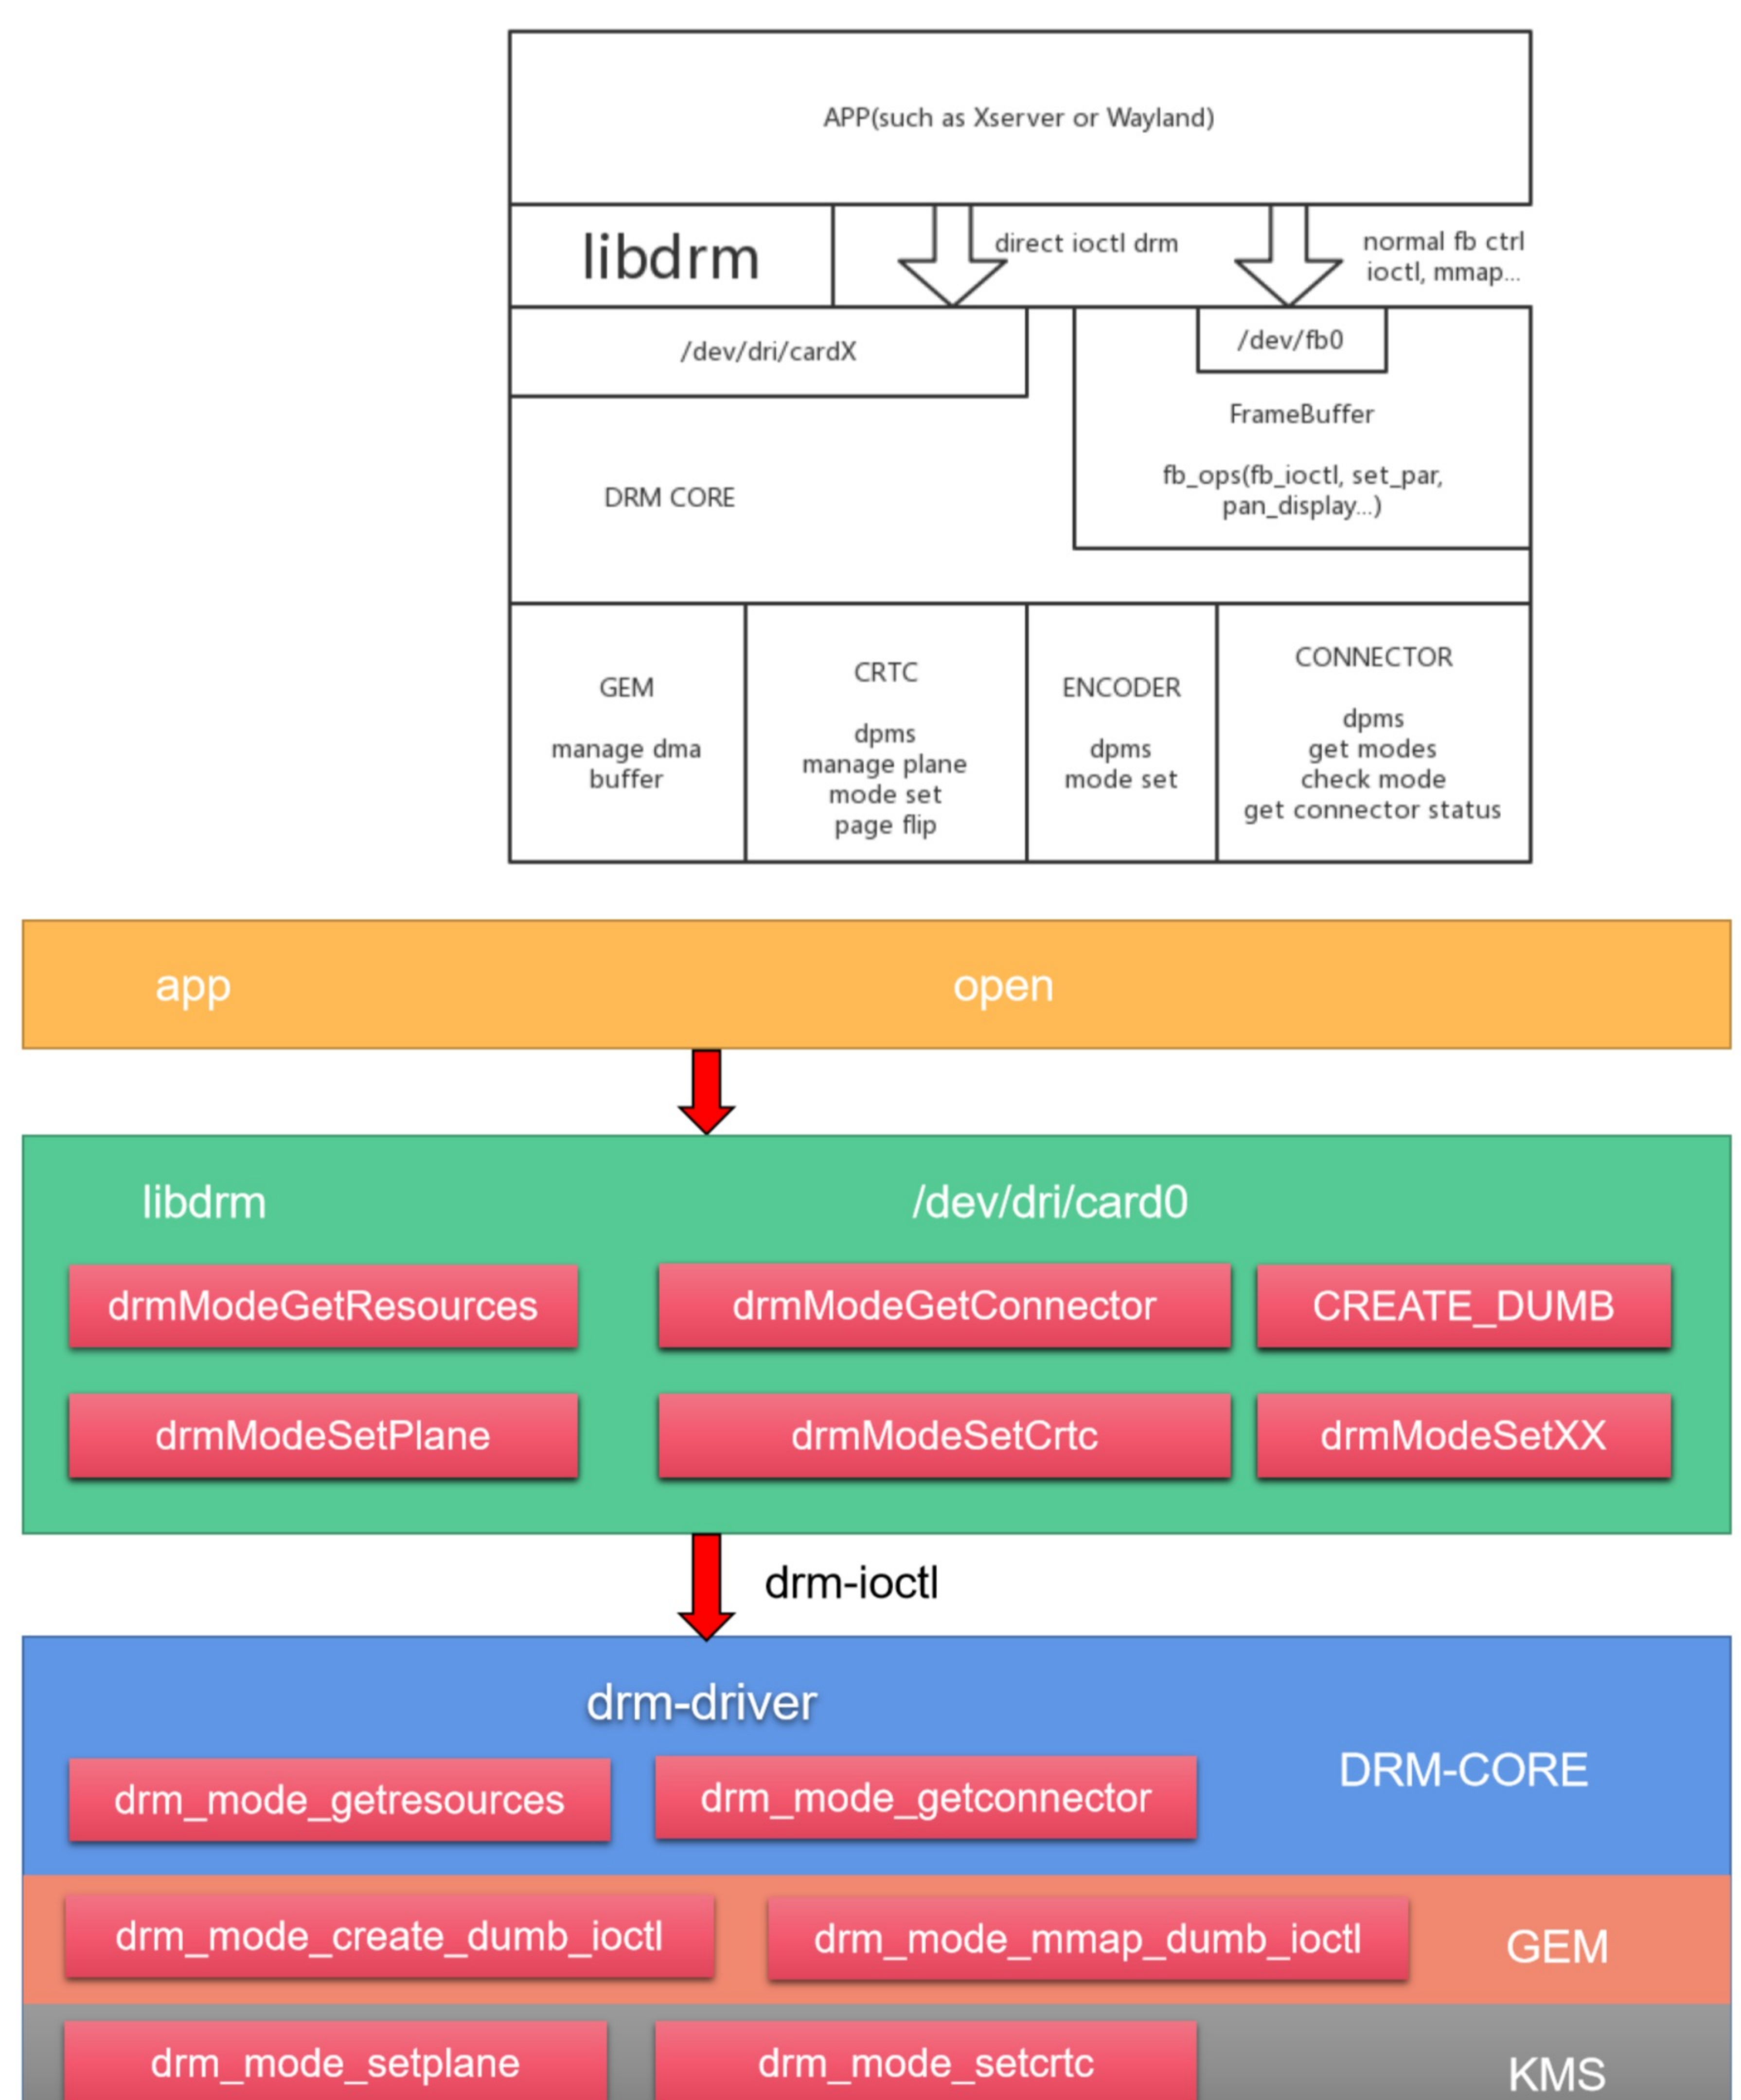 APP(such as Xserver or Wayland)
libdrm
direct ioctl drm
normal fb ctrl
ioctl, mmap...
/dev/dri/cardX
/dev/fb0
FrameBuffer
fb_ops(fb_ioctl, set_par,
pan_display...)
DRM CORE
GEM
manage dma
buffer
CRTC
dpms
manage plane
mode set
page flip
ENCODER
dpms
mode set
CONNECTOR
dpms
get modes
check mode
get connector status
app
open
libdrm
/dev/dri/card0
drmModeGetResources
drmModeGetConnector
CREATE_DUMB
drmModeSetPlane
drmModeSetCrtc
drmModeSetXX
drm-ioctl
drm-driver
DRM-CORE
drm_mode_getresources
drm_mode_getconnector
drm_mode_create_dumb_ioctl
drm_mode_mmap_dumb_ioctl
GEM
drm_mode_setplane
drm_mode_setcrtc
KMS